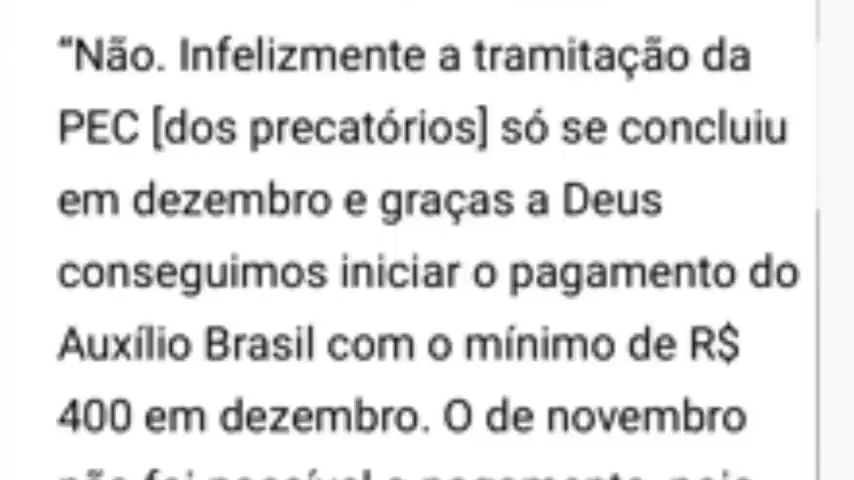 “Não. Infelizmente a tramitação da
PEC [dos precatórios] só se concluiu
em dezembro e graças a Deus
conseguimos iniciar o pagamento do
Auxílio Brasil com o mínimo de R$
400 em dezembro. O de novembro